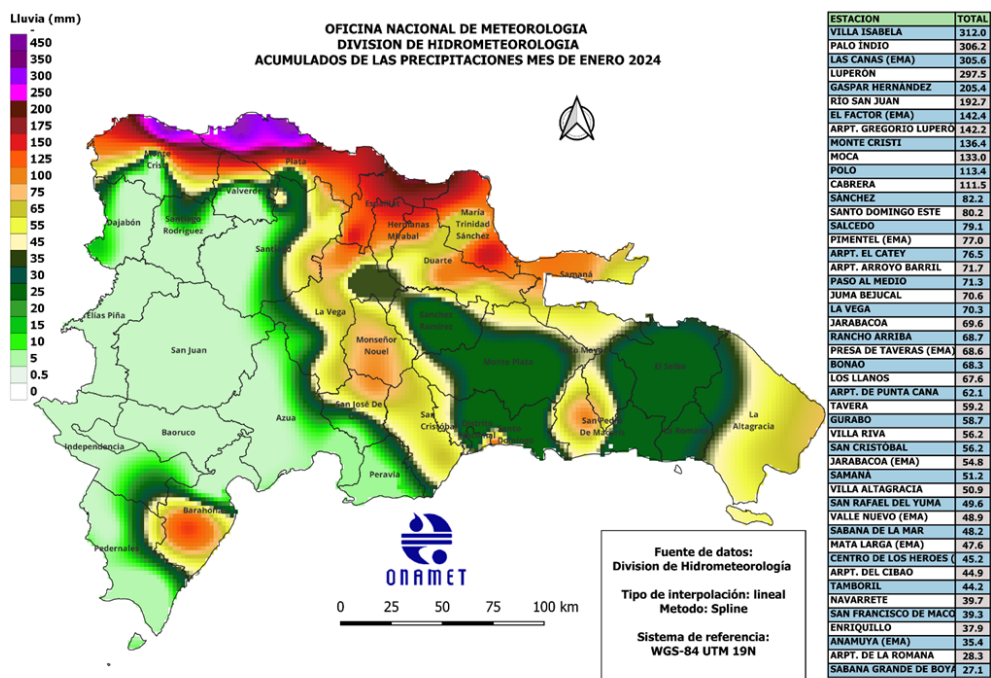 OFICINA NACIONAL DE METEOROLOGIA
DIVISION DE HIDROMETEOROLOGIA
ACUMULADOS DE LAS PRECIPITACIONES MES DE ENERO 2024
Lluvia (mm)
450
350
300
250
200
175
150
100
75
65
55
45
35
30
20
15
10
5
0.5
0
Monte
Cristi
Plata
Valverde
Dajabón
Santiago
Rodríguez
Santiago
Espaillat
Hermanas
Mirabal
María
Trinidad
Sánchez
Duarte
Samaná
Elías Piña
La Vega
Sánchez
Ramírez
San Juan
Monseñor
Nouel
Monte Plata
El Seibo
San José De
Azua
San
Cristóbal
San Pedro
De Macorís
La
Altagracia
Baoruco
Independencia
Peravia
Barahona
Pedernales
ONAMET
0 25 50 75 100 km
Fuente de datos:
Division de Hidrometeorología
Tipo de interpolación: lineal
Metodo: Spline
Sistema de referencia:
WGS-84 UTM 19N
ESTACION TOTAL
VILLA ISABELA 312.0
PALO ÍNDIO 306.2
LAS CANAS (EMA) 305.6
LUPERÓN 297.5
GASPAR HERNÁNDEZ 205.4
RÍO SAN JUAN 192.7
EL FACTOR (EMA) 142.4
ARPT. GREGORIO LUPERÓ 142.2
MONTE CRISTI 136.4
MOCA 133.0
POLO 113.4
CABRERA 111.5
SÁNCHEZ 82.2
SANTO DOMINGO ESTE 80.2
SALCEDO 79.1
PIMENTEL (EMA) 77.0
ARPT. EL CATEY 76.5
ARPT. ARROYO BARRIL 71.7
PASO AL MEDIO 71.3
JUMA BEJUCAL 70.6
LA VEGA 70.3
JARABACOA 69.6
RANCHO ARRIBA 68.7
PRESA DE TAVERAS (EMA) 68.6
BONAO 68.3
LOS LLANOS 67.6
ARPT. DE PUNTA CANA 62.1
TAVERA 59.2
GURABO 58.7
VILLA RIVA 56.2
SAN CRISTÓBAL 56.2
JARABACOA (EMA) 54.8
SAMANÁ 51.2
VILLA ALTAGRACIA 50.9
SAN RAFAEL DEL YUMA 49.6
VALLE NUEVO (EMA) 48.9
SABANA DE LA MAR 48.2
MATA LARGA (EMA) 47.6
CENTRO DE LOS HEROES ( 45.2
ARPT. DEL CIBAO 44.9
TAMBORIL 44.2
NAVARRETE 39.7
SAN FRANCISCO DE MACO 39.3
ENRIQUILLO 37.9
ANAMUYA (EMA) 35.4
ARPT. DE LA ROMANA 28.3
SABANA GRANDE DE BOYÁ 27.1